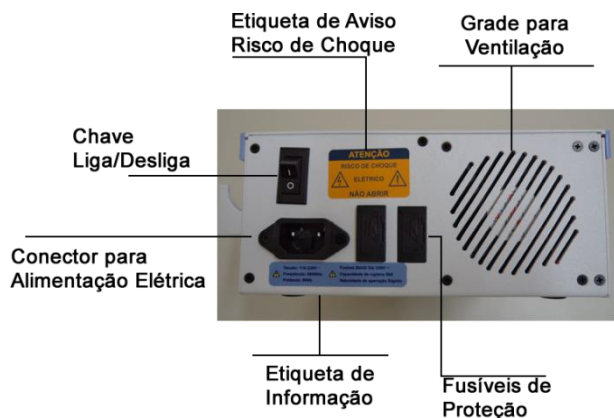 Etiqueta de Aviso
Risco de Choque
Grade para
Ventilação
Chave
Liga/Desliga
ATENÇÃO
RISCO DE CHOQUE
ELÉTRICO
NÃO ABRIR
Conector para
Alimentação Elétrica
Etiqueta de
Informação
Fusíveis de
Proteção